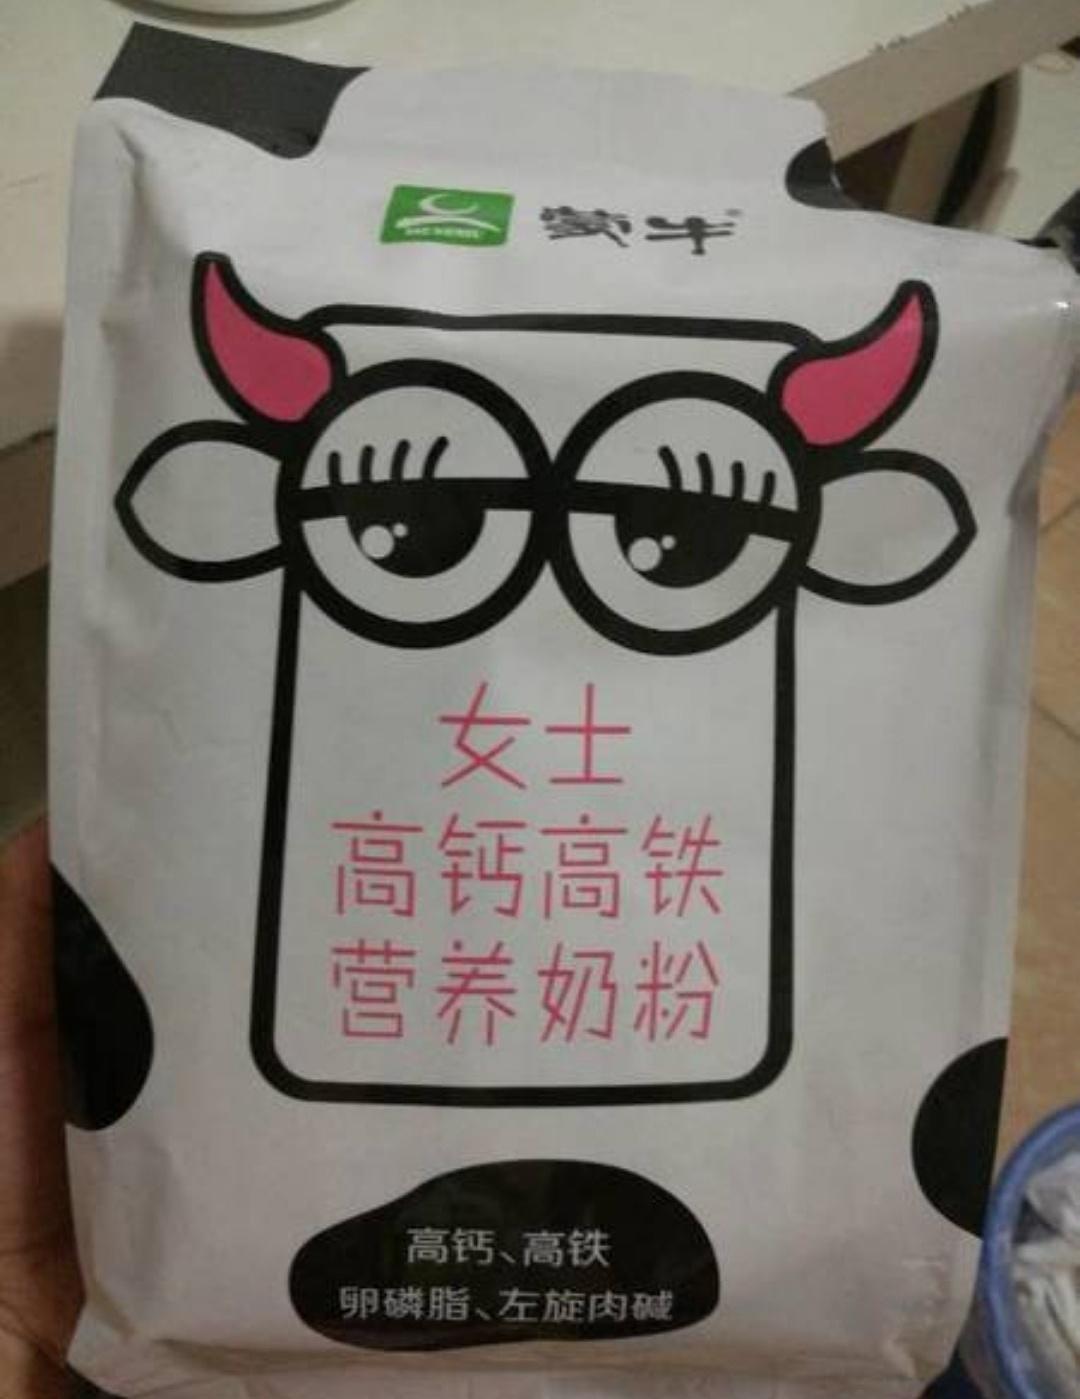 蒙牛
女士
高钙高铁
营养奶粉
高钙、高铁
卵磷脂、左旋肉碱